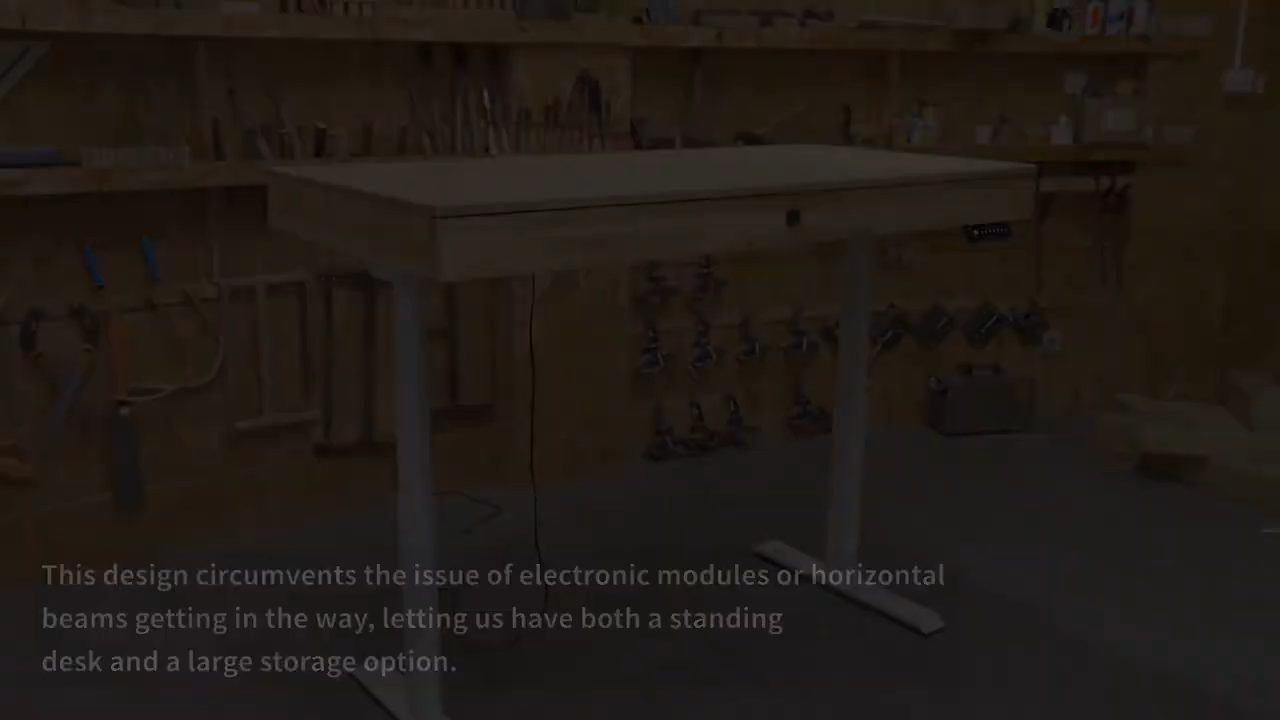 This design circumvents the issue of electronic modules or horizontal
beams getting in the way, letting us have both a standing
desk and a large storage option.